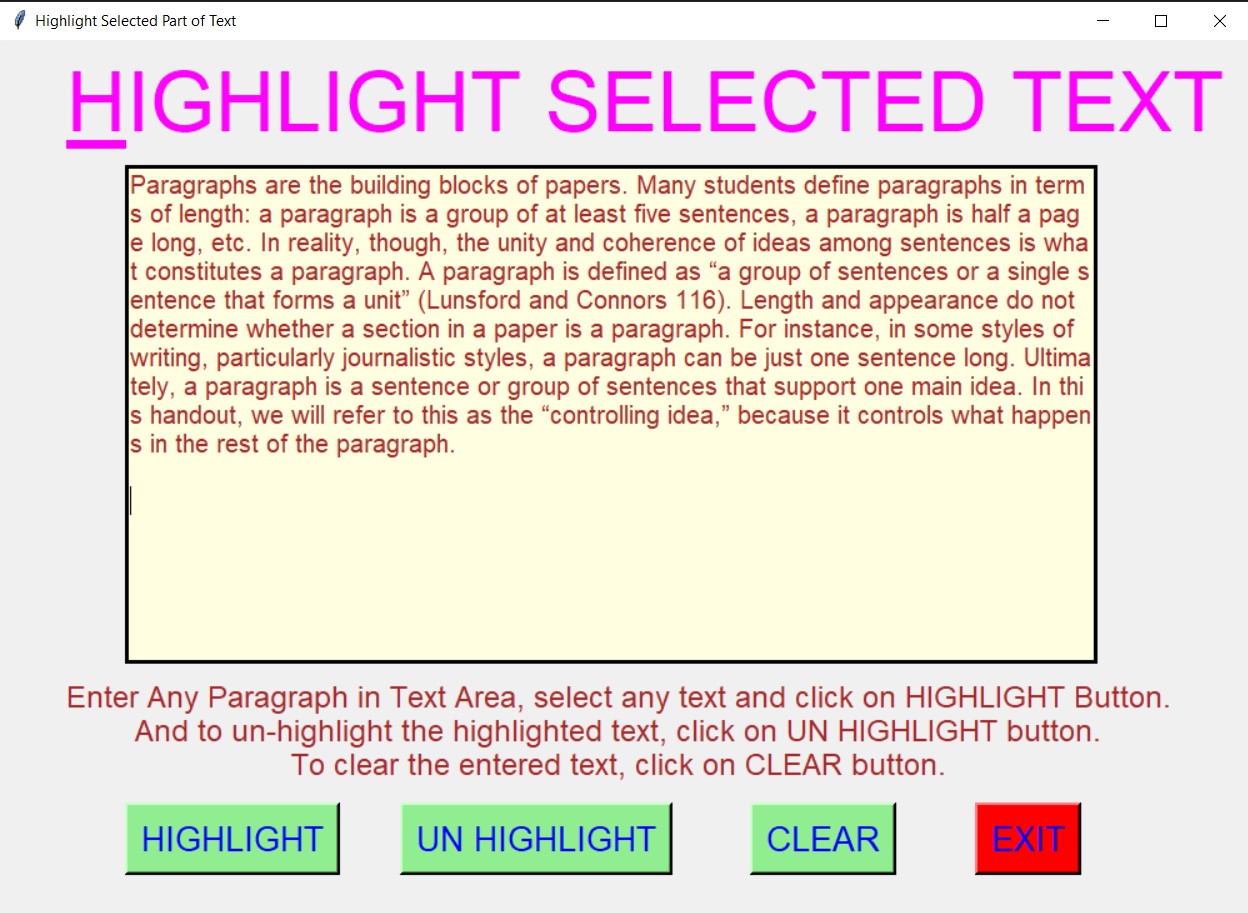 Highlight Selected Part of Text
HIGHLIGHT SELECTED TEXT
Paragraphs are the building blocks of papers. Many students define paragraphs in term
s of length: a paragraph is a group of at least five sentences, a paragraph is half a pag
e long, etc. In reality, though, the unity and coherence of ideas among sentences is wha
t constitutes a paragraph. A paragraph is defined as “a group of sentences or a single s
entence that forms a unit” (Lunsford and Connors 116). Length and appearance do not
determine whether a section in a paper is a paragraph. For instance, in some styles of
writing, particularly journalistic styles, a paragraph can be just one sentence long. Ultima
tely, a paragraph is a sentence or group of sentences that support one main idea. In thi
s handout, we will refer to this as the “controlling idea,” because it controls what happen
s in the rest of the paragraph.
Enter Any Paragraph in Text Area, select any text and click on HIGHLIGHT Button.
And to un-highlight the highlighted text, click on UN HIGHLIGHT button.
To clear the entered text, click on CLEAR button.
HIGHLIGHT
UN HIGHLIGHT
CLEAR
EXIT